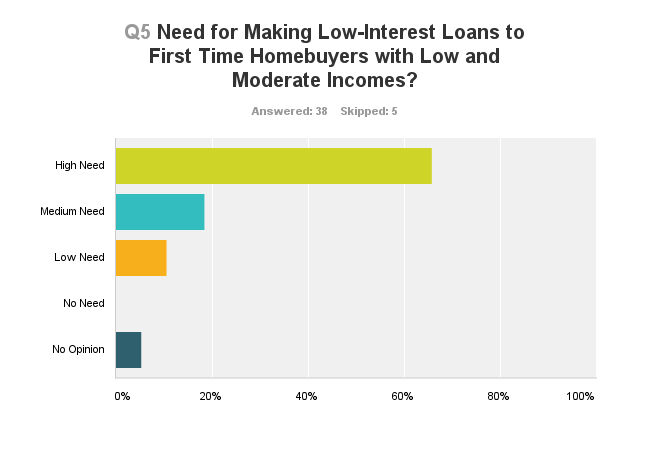 Q5 Need for Making Low-Interest Loans to
First Time Homebuyers with Low and
Moderate Incomes?
Answered: 38 Skipped: 5
High Need
Medium Need
Low Need
No Need
No Opinion
0% 20% 40% 60% 80% 100%